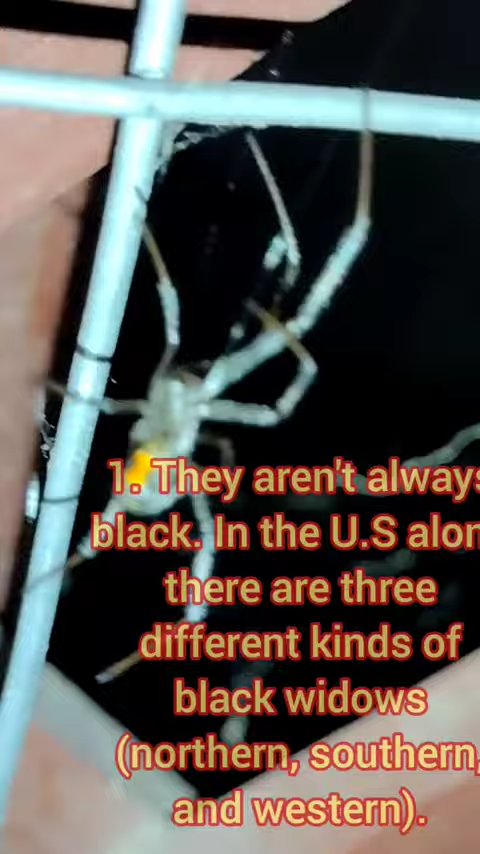 1. They aren't always
black. In the U.S alon
there are three
different kinds of
black widows
(northern, southern,
and western).